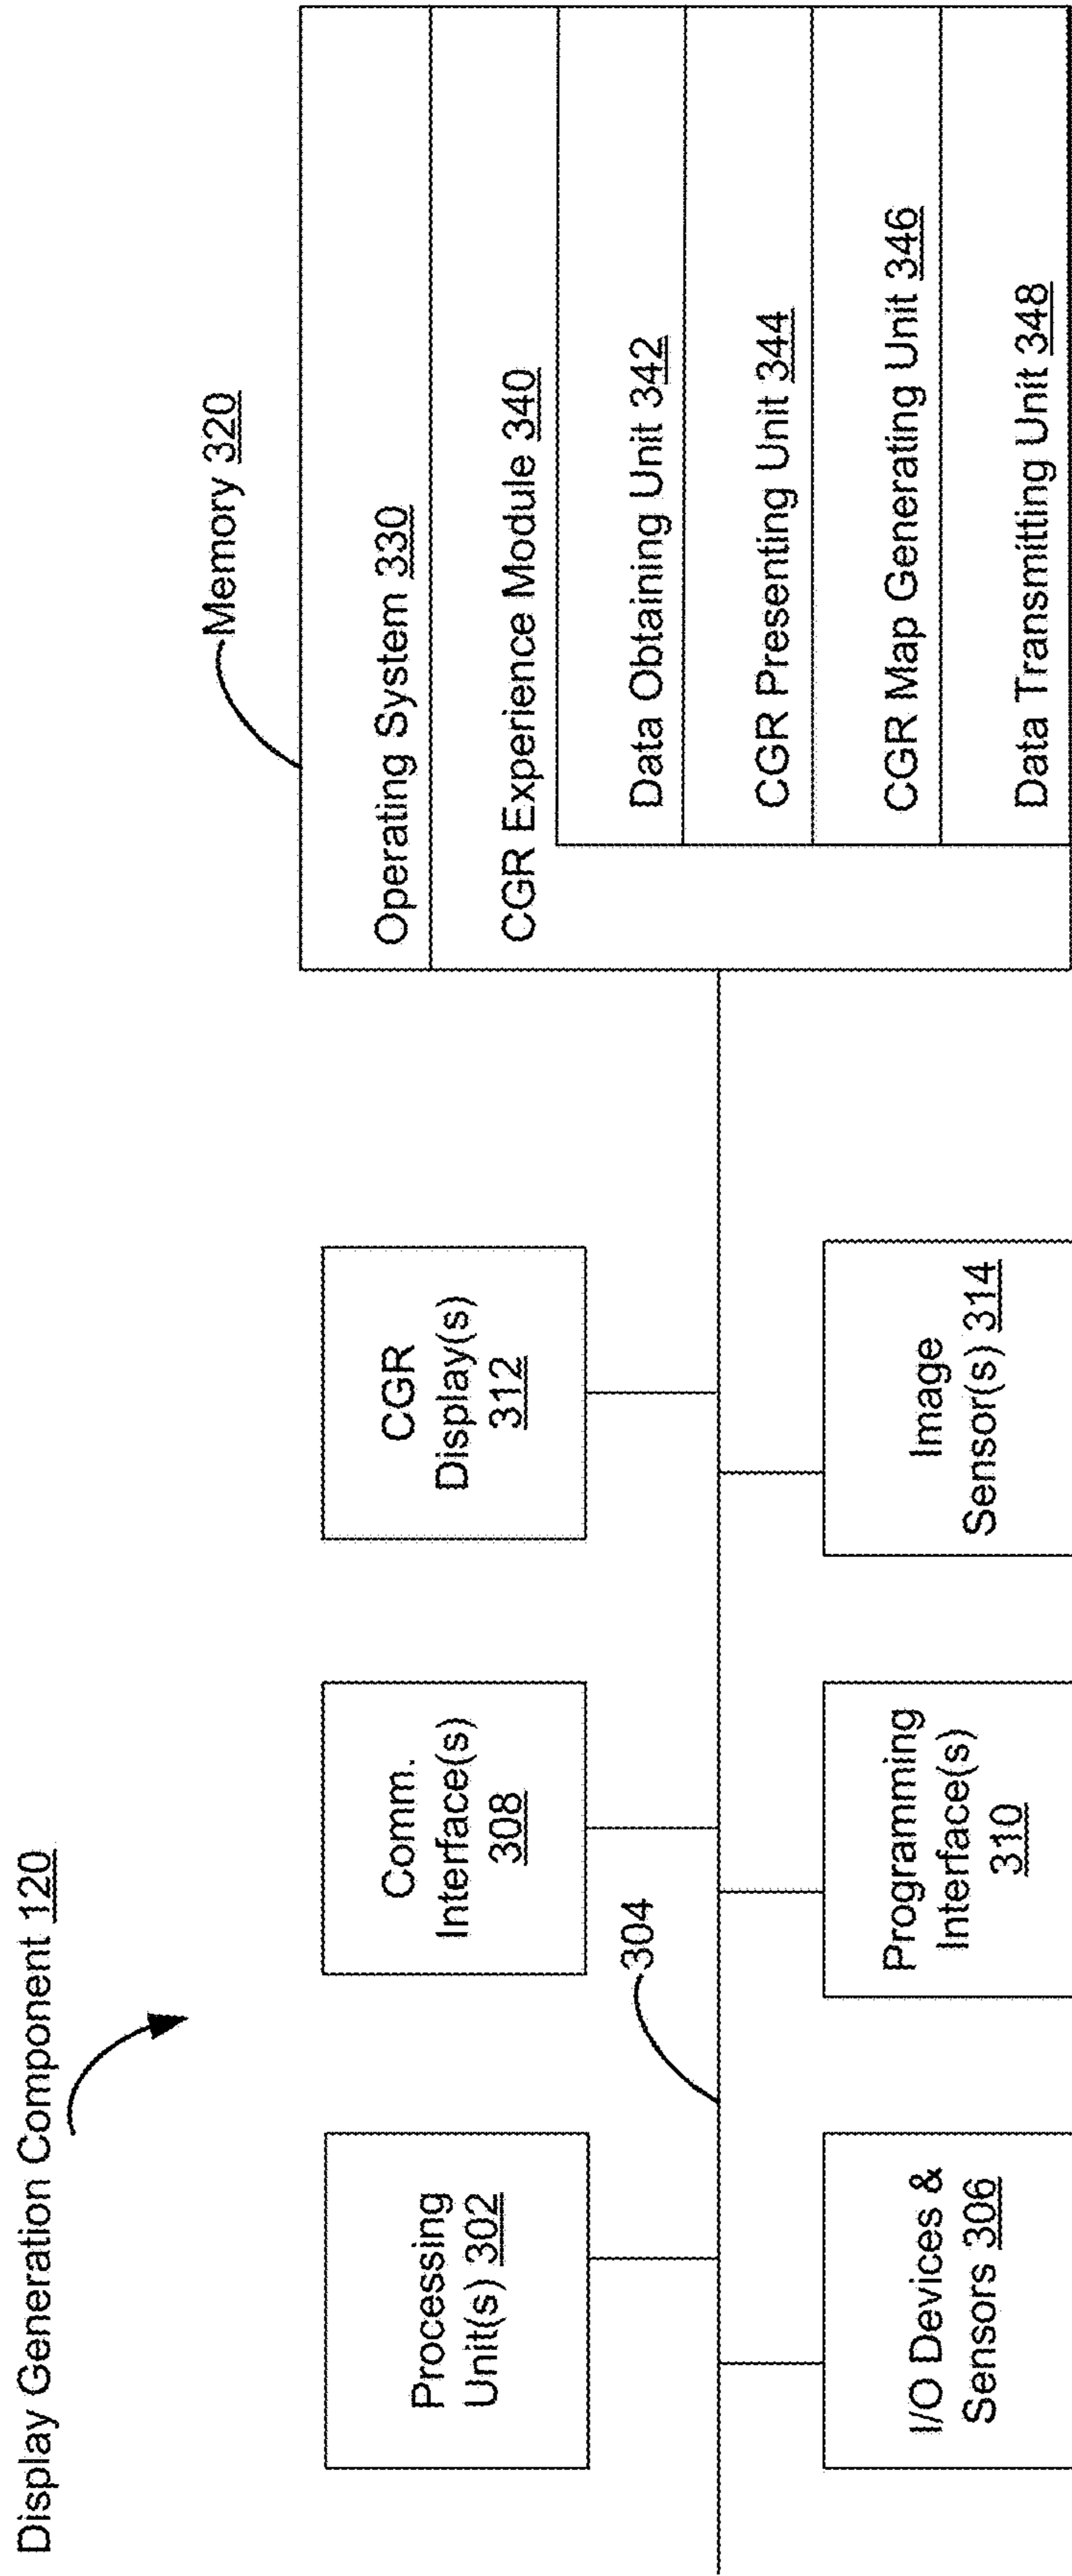 Display Generation Component 120
Processing
Unit(s) 302
Comm.
Interface(s)
308
CGR
Display(s)
312
304
I/O Devices &
Sensors 306
Programming
Interface(s)
310
Image
Sensor(s) 314
Memory 320
Operating System 330
CGR Experience Module 340
Data Obtaining Unit 342
CGR Presenting Unit 344
CGR Map Generating Unit 346
Data Transmitting Unit 348